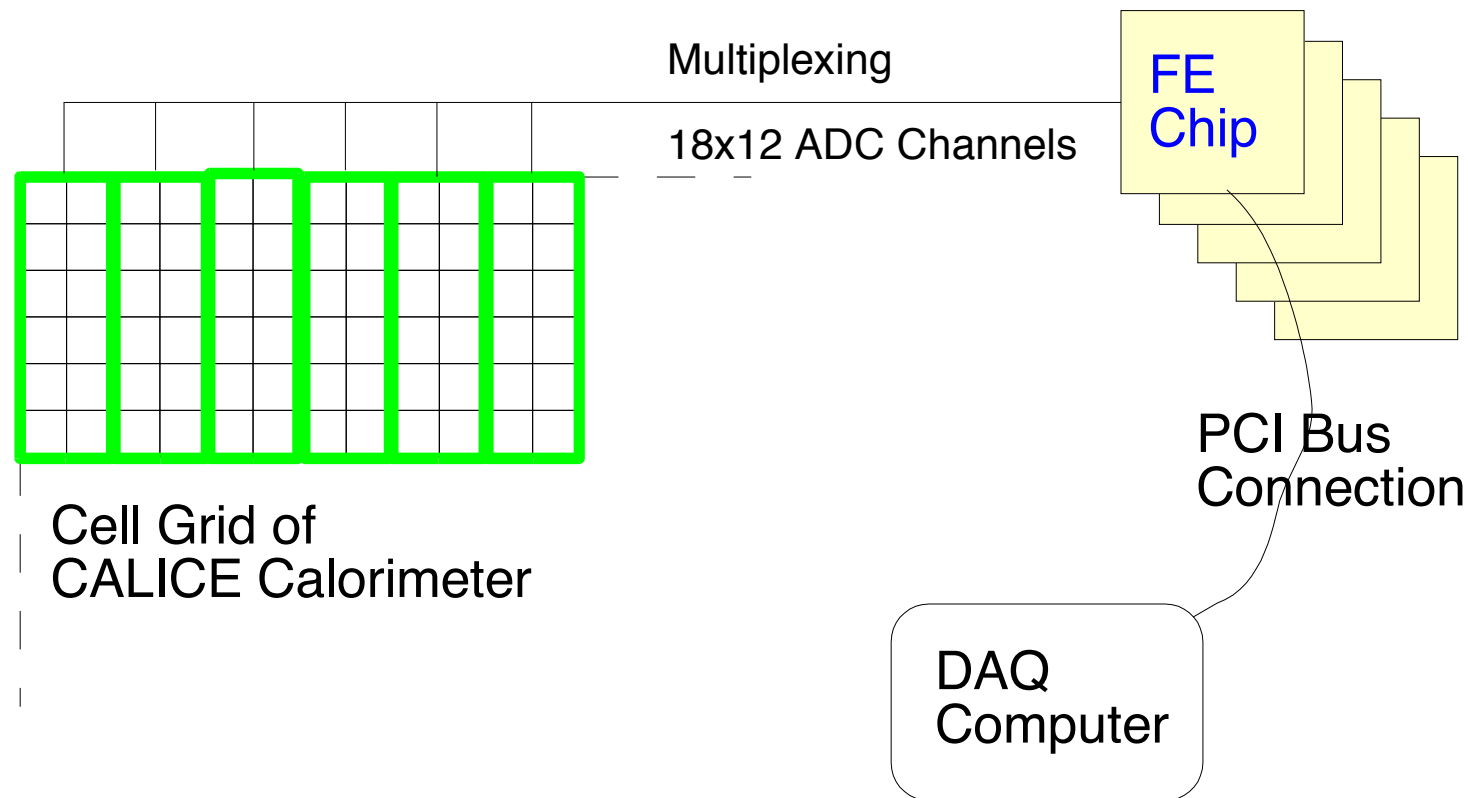 Multiplexing
18x12 ADC Channels
FE
Chip
PCI Bus
Connection
Cell Grid of
CALICE Calorimeter
DAQ
Computer